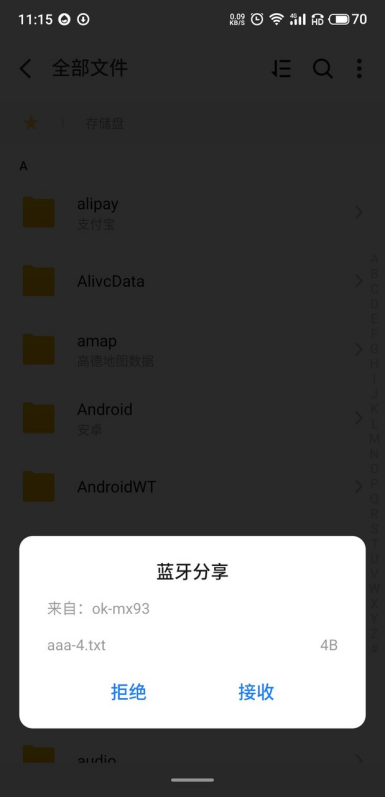 11:15
0.09 KB/S
4G
HD
70
全部文件
存储盘
A
alipay
支付宝
AlivcData
amap
高德地图数据
Android
安卓
AndroidWT
蓝牙分享
来自：ok-mx93
aaa-4.txt 4B
拒绝 接收
audio